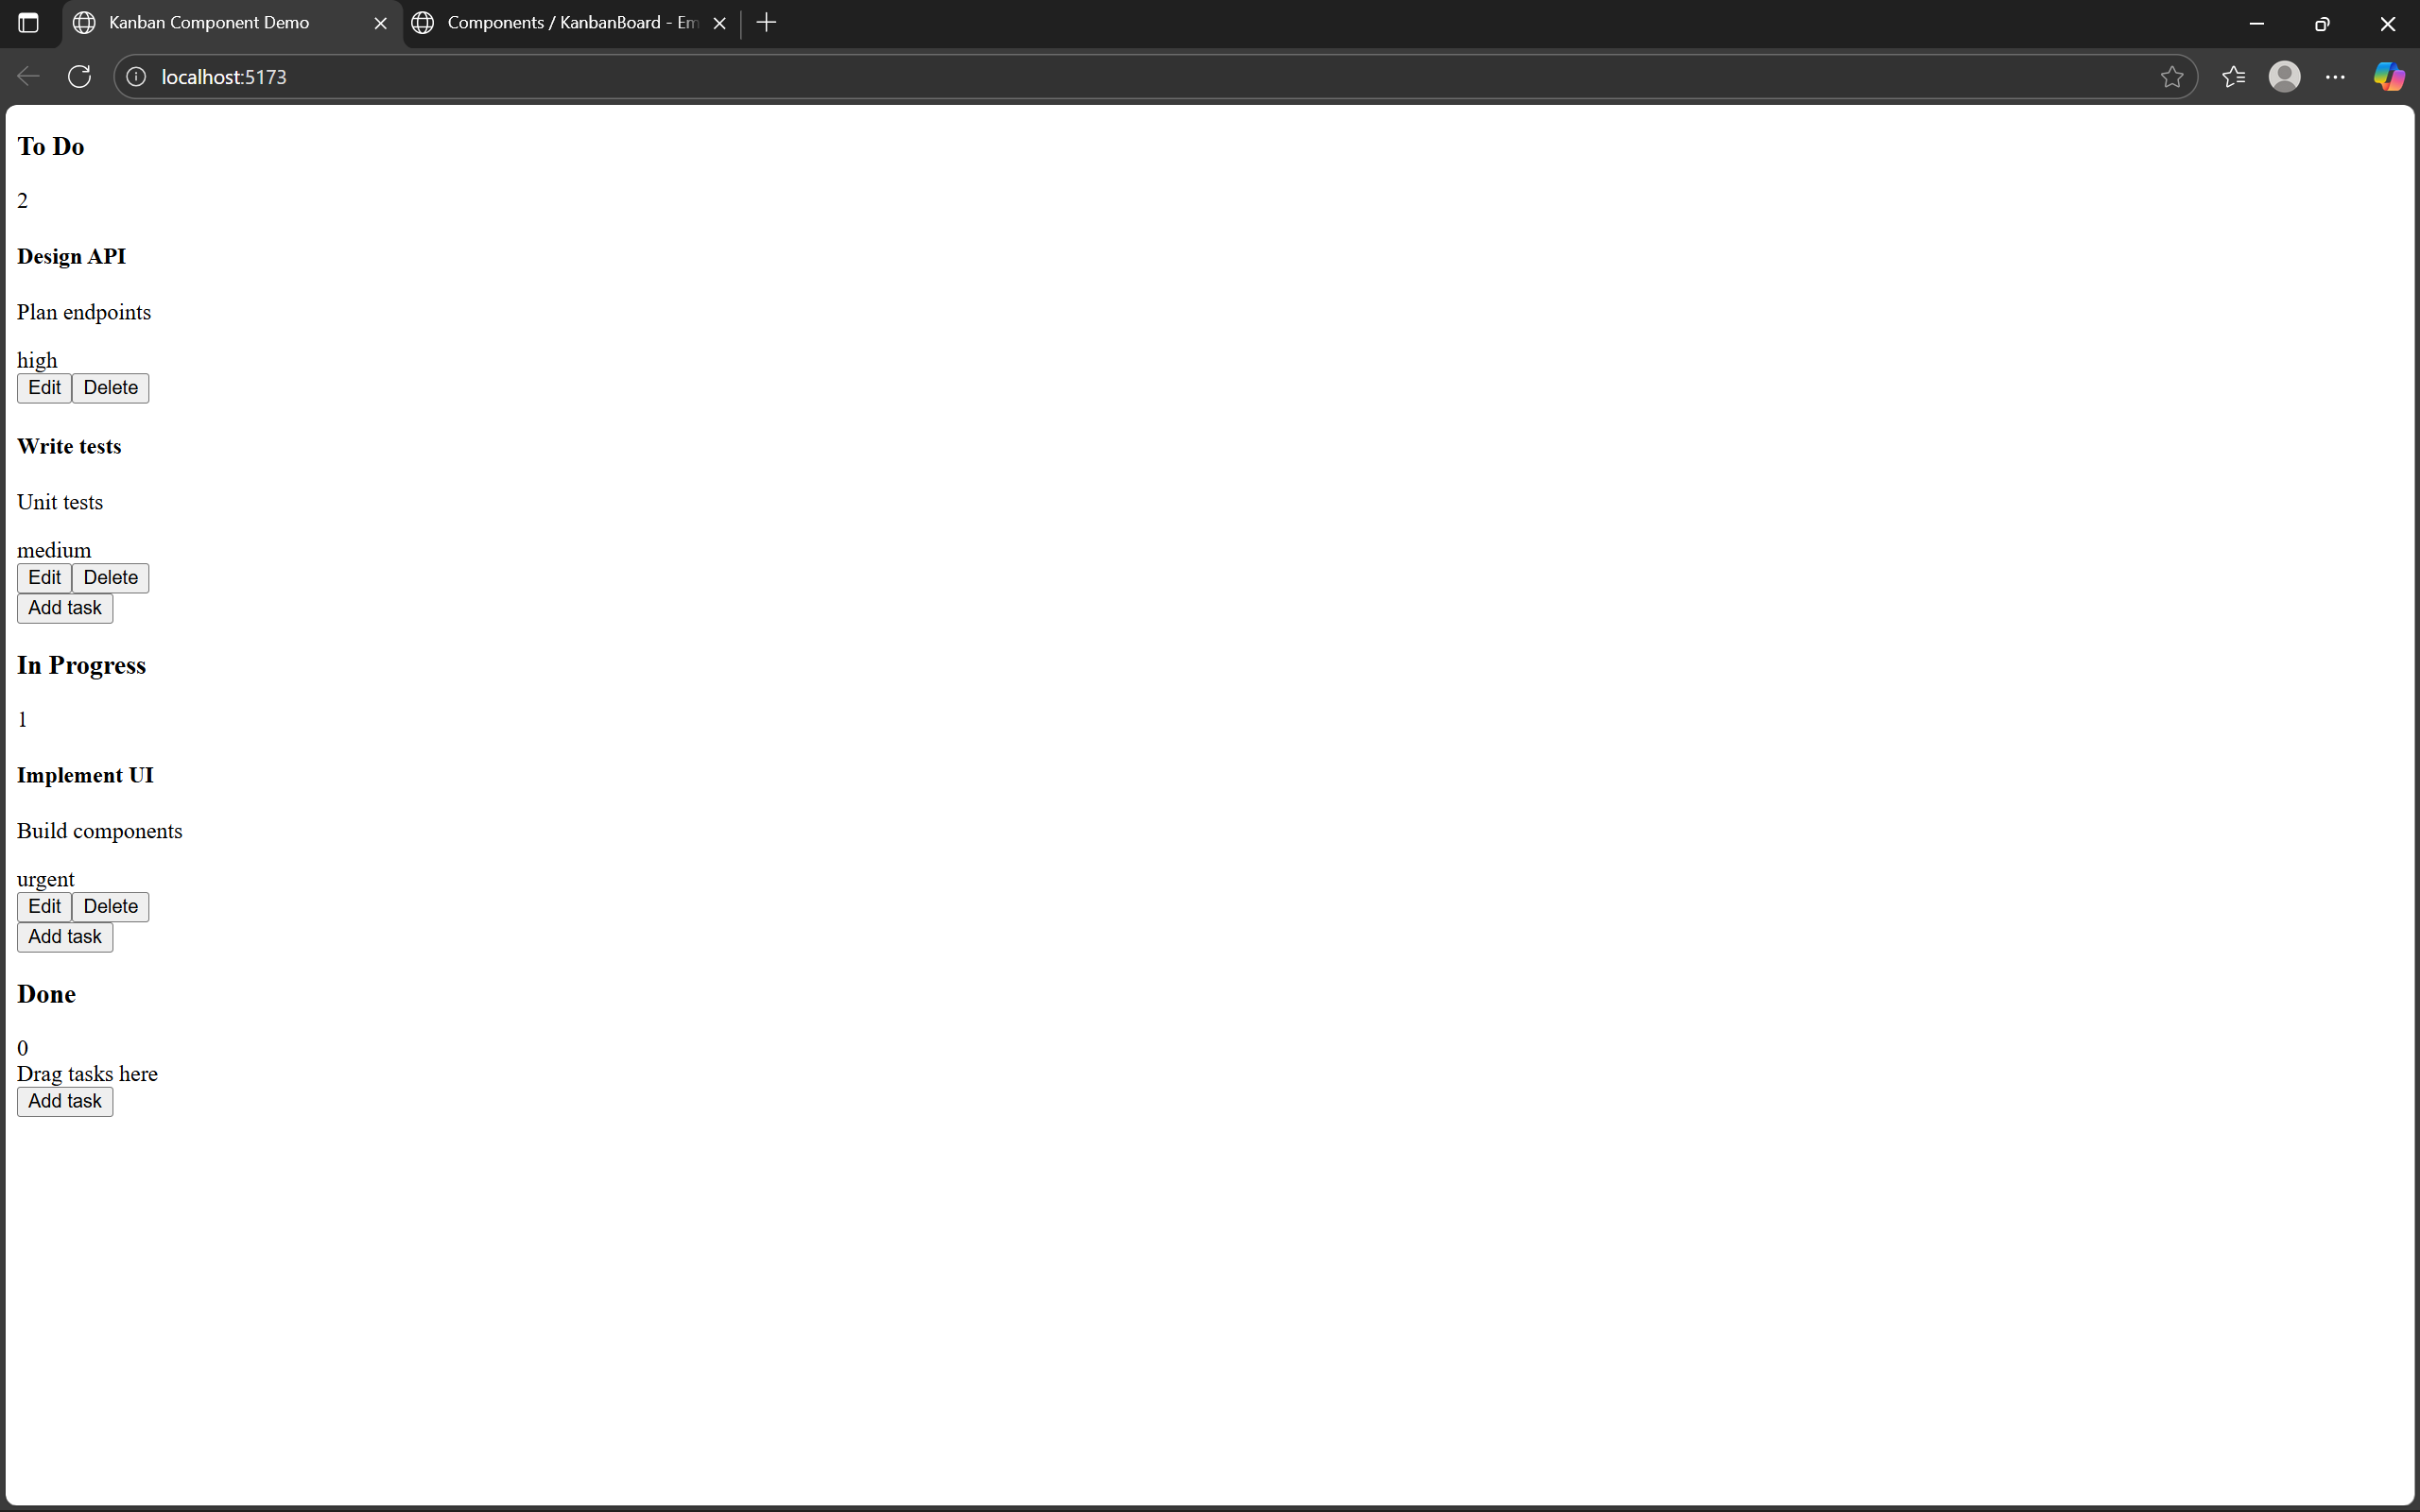 Kanban Component Demo
Components / KanbanBoard - Em
localhost:5173
To Do
2
Design API
Plan endpoints
high
Edit Delete
Write tests
Unit tests
medium
Edit Delete
Add task
In Progress
1
Implement UI
Build components
urgent
Edit Delete
Add task
Done
0
Drag tasks here
Add task